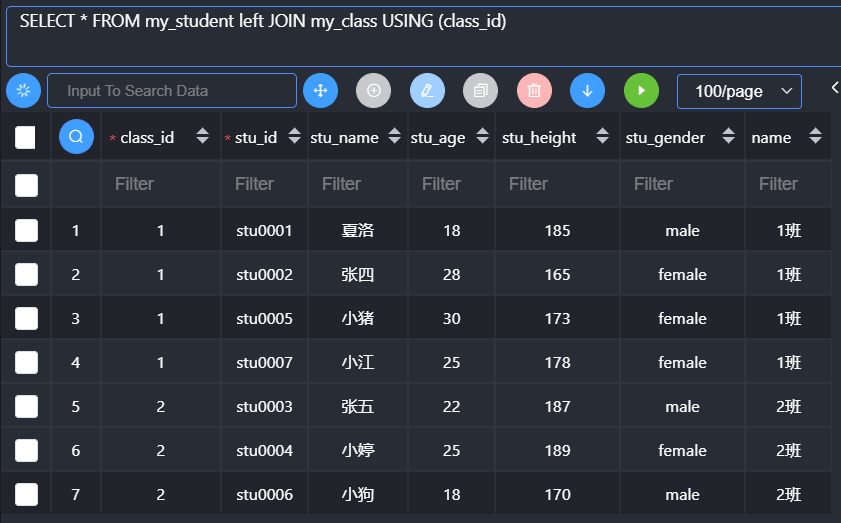 SELECT * FROM my_student left JOIN my_class USING (class_id)
Input To Search Data 100/page
* class_id * stu_id stu_name stu_age stu_height stu_gender name
Filter Filter Filter Filter Filter Filter Filter
1 1 stu0001 夏洛 18 185 male 1班
2 1 stu0002 张四 28 165 female 1班
3 1 stu0005 小猪 30 173 female 1班
4 1 stu0007 小江 25 178 female 1班
5 2 stu0003 张五 22 187 male 2班
6 2 stu0004 小婷 25 189 female 2班
7 2 stu0006 小狗 18 170 male 2班